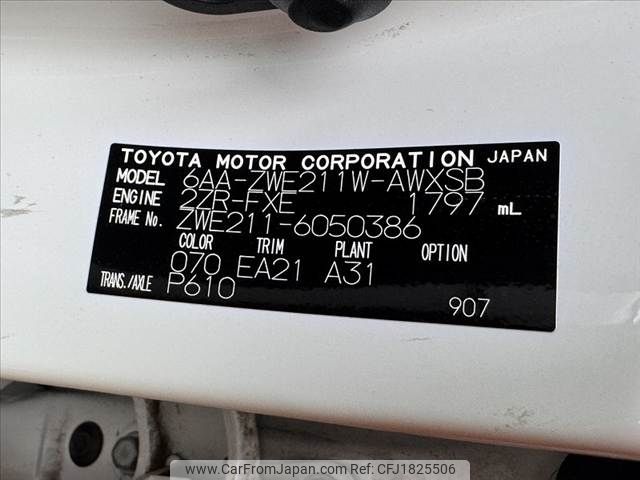 TOYOTA MOTOR CORPORATION JAPAN
MODEL 6AA-ZWE211W-AWXSB
ENGINE 2ZR-FXE 1797 mL
FRAME No. ZWE211-6050386
COLOR TRIM PLANT OPTION
070 EA21 A31
TRANS./AXLE P610
907
www.CarFromJapan.com Ref: CFJ1825506